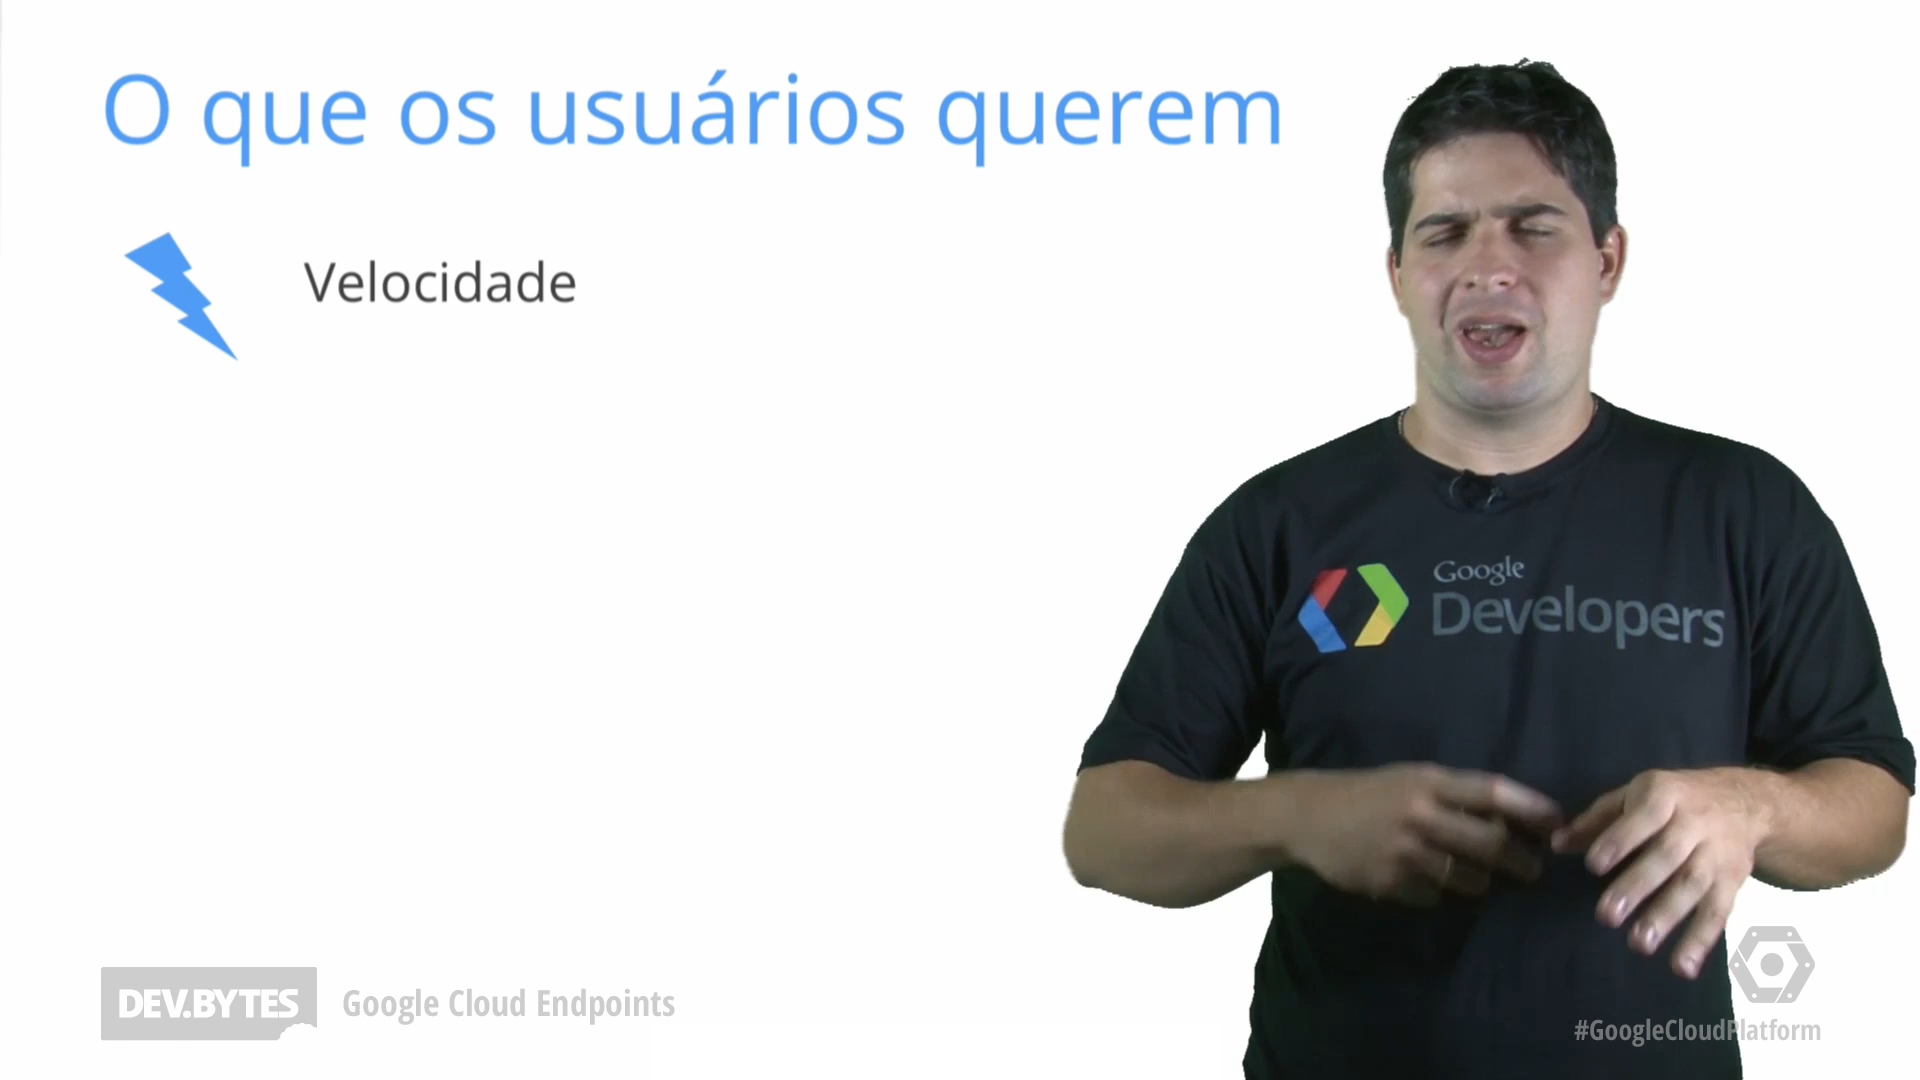 O que os usuários querem
Velocidade
Google
Developers
DEV.BYTES
Google Cloud Endpoints
#GoogleCloudPlatform